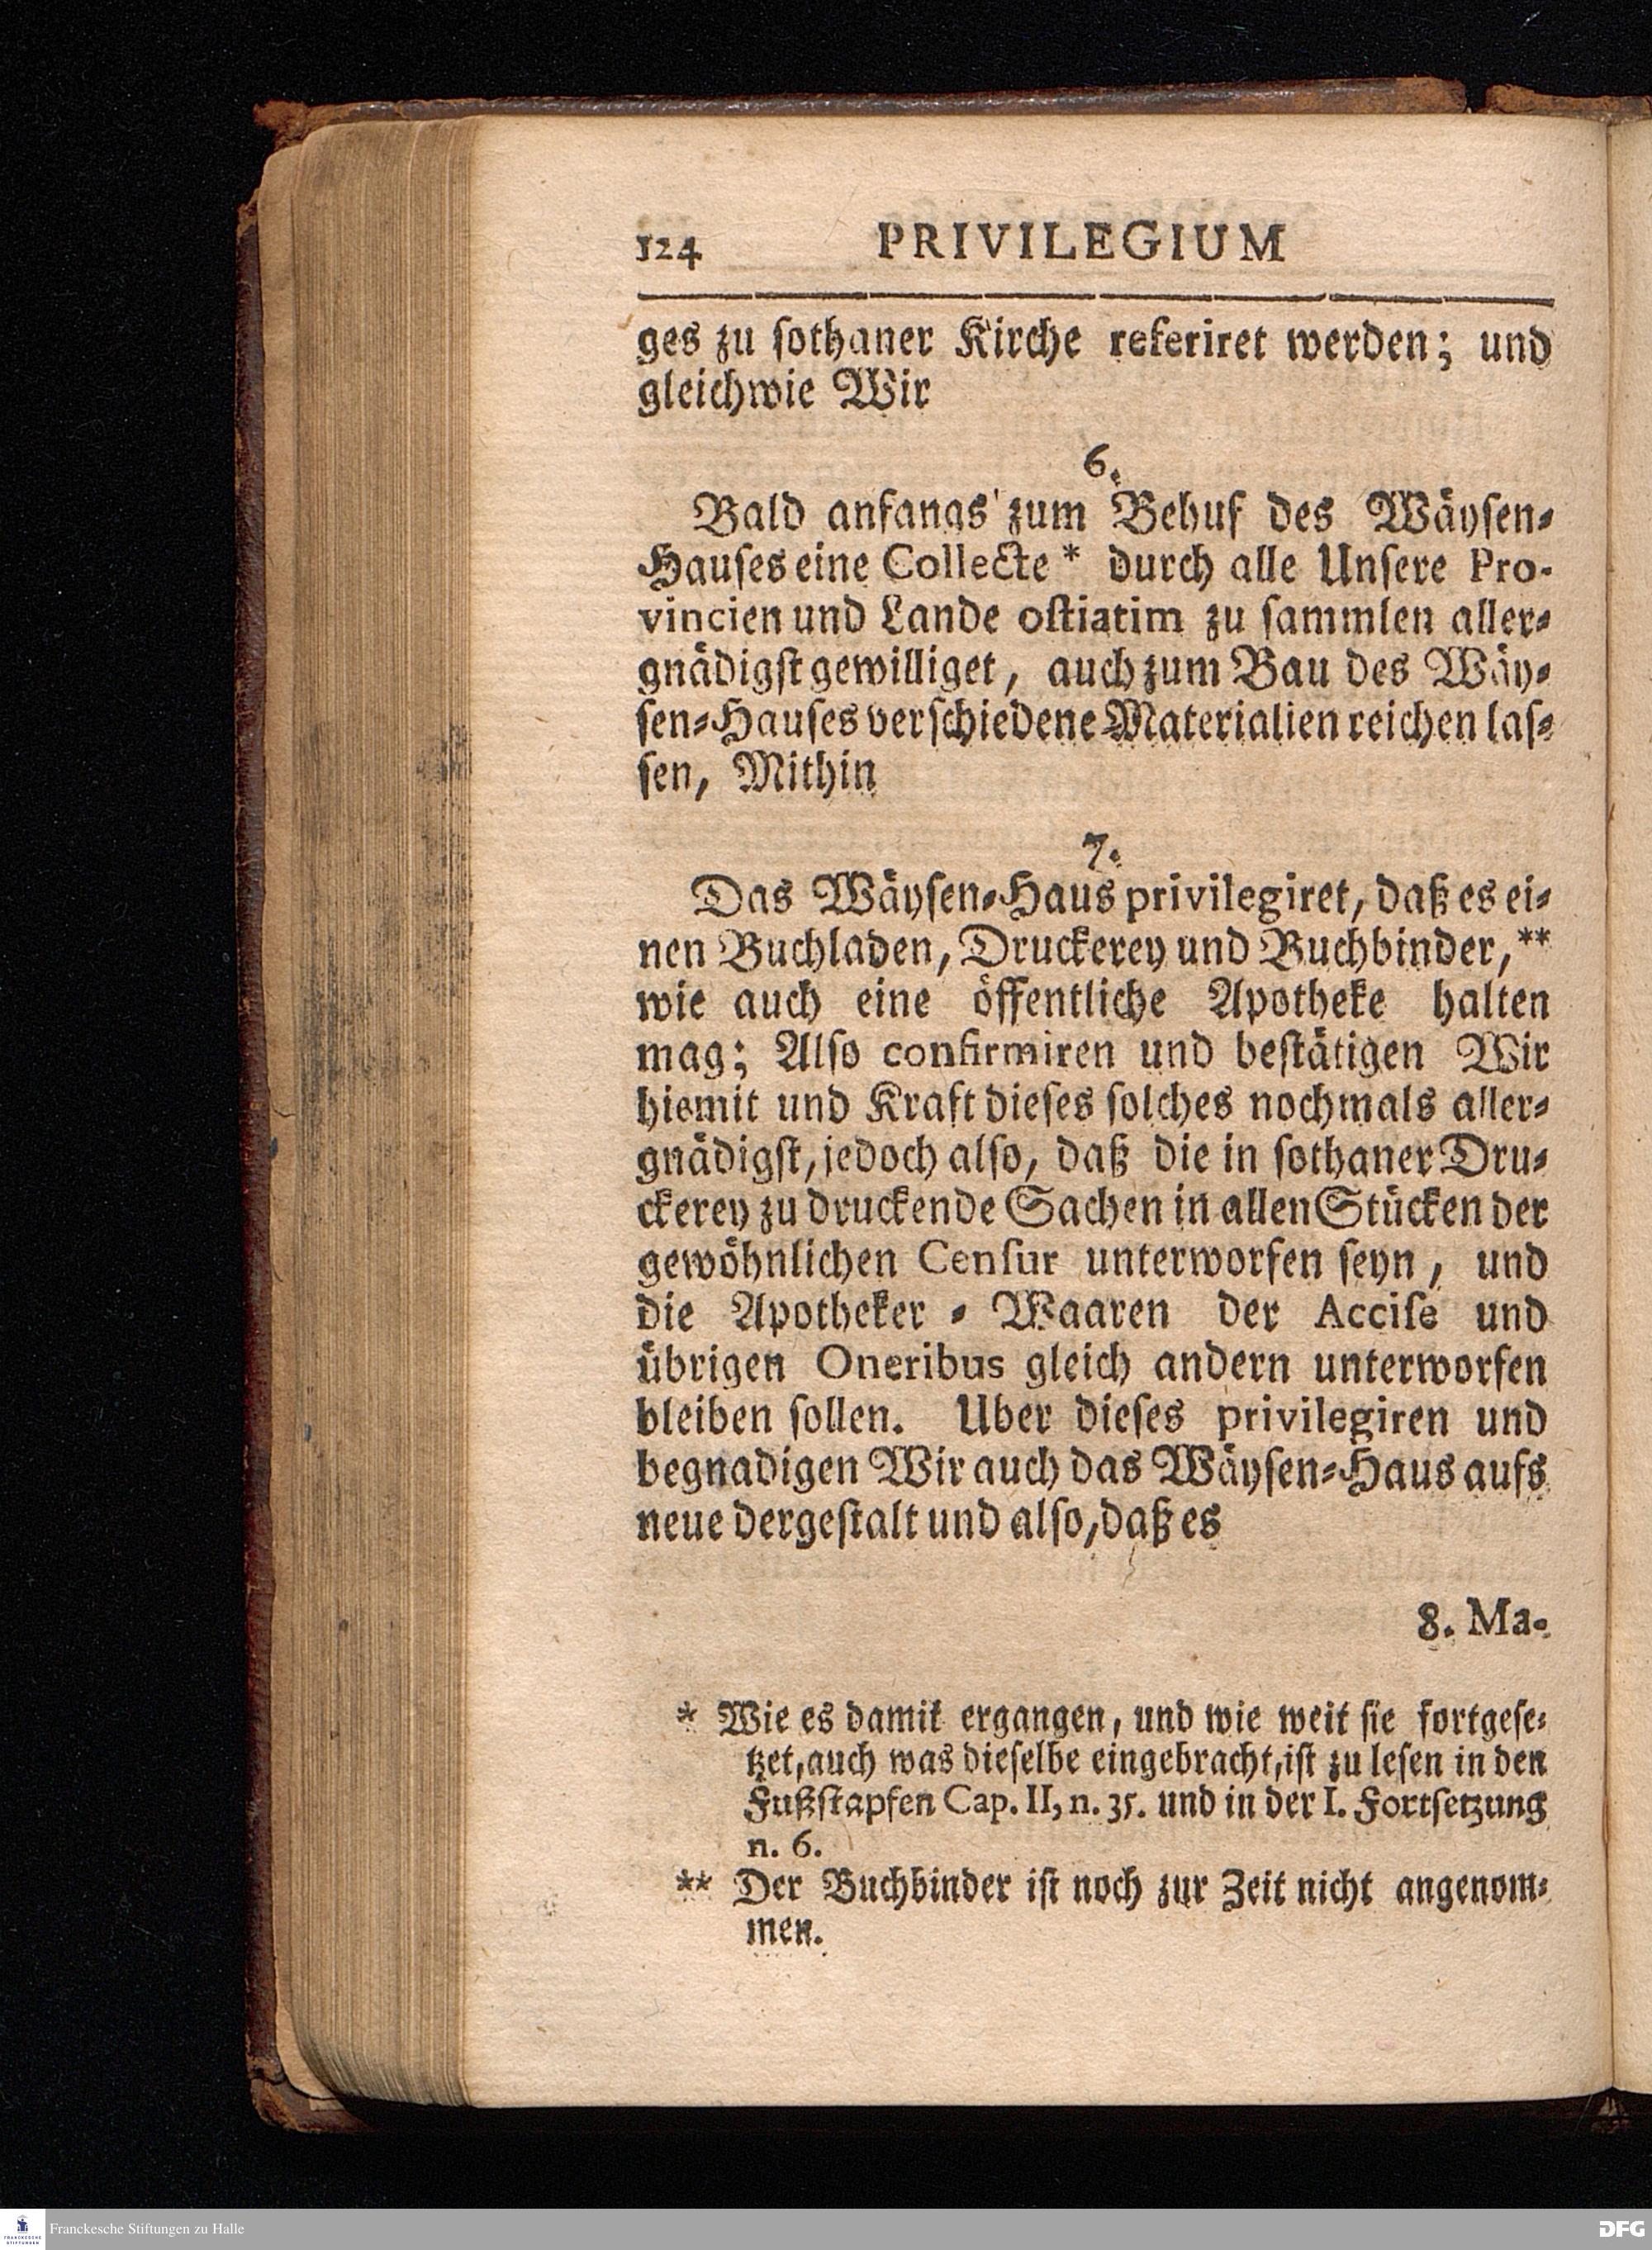 124 PRIVILEGIUM
ges zu sothaner Kirche referiret werden; und
gleichwie Wir
6.
Bald anfangs zum Behuf des Wäysen-
Hauses eine Collecte * durch alle Unsere Pro-
vincien und Lande ostiatim zu sammlen aller-
gnädigst gewilliget, auch zum Bau des Wäy-
sen-Hauses verschiedene Materialien reichen las-
sen, Mithin
7.
Das Wäysen-Haus privilegiret, daß es ei-
nen Buchladen, Druckerey und Buchbinder, **
wie auch eine öffentliche Apotheke halten
mag; Also confirmiren und bestätigen Wir
hiemit und Kraft dieses solches nochmals aller-
gnädigst, jedoch also, daß die in sothaner Dru-
ckerey zu druckende Sachen in allen Stücken der
gewöhnlichen Censur unterworfen seyn, und
die Apotheker - Waaren der Accise und
übrigen Oneribus gleich andern unterworfen
bleiben sollen. Uber dieses privilegiren und
begnadigen Wir auch das Wäysen-Haus aufs
neue dergestalt und also, daß es
8. Ma-
* Wie es damit ergangen, und wie weit sie fortgese-
tzet, auch was dieselbe eingebracht, ist zu lesen in den
Fußstapfen Cap. II, n. 35. und in der I. Fortsetzung
n. 6.
** Der Buchbinder ist noch zur Zeit nicht angenom-
men.
FRANCKESCHE STIFTUNGEN
Franckesche Stiftungen zu Halle
DFG